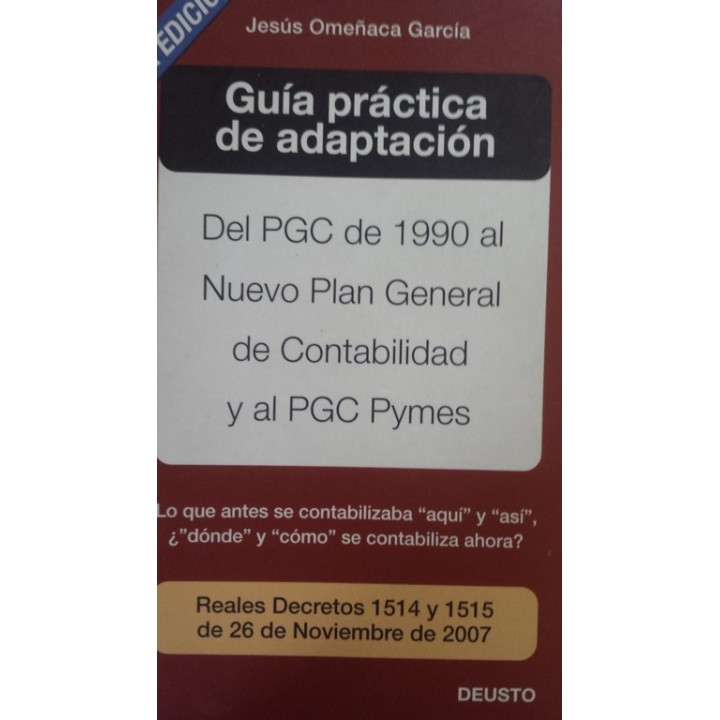 EDICIÓ
Jesús Omeñaca García
Guía práctica
de adaptación
Del PGC de 1990 al
Nuevo Plan General
de Contabilidad
y al PGC Pymes
Lo que antes se contabilizaba “aquí” y “así”,
¿”dónde” y “cómo” se contabiliza ahora?
Reales Decretos 1514 y 1515
de 26 de Noviembre de 2007
DEUSTO